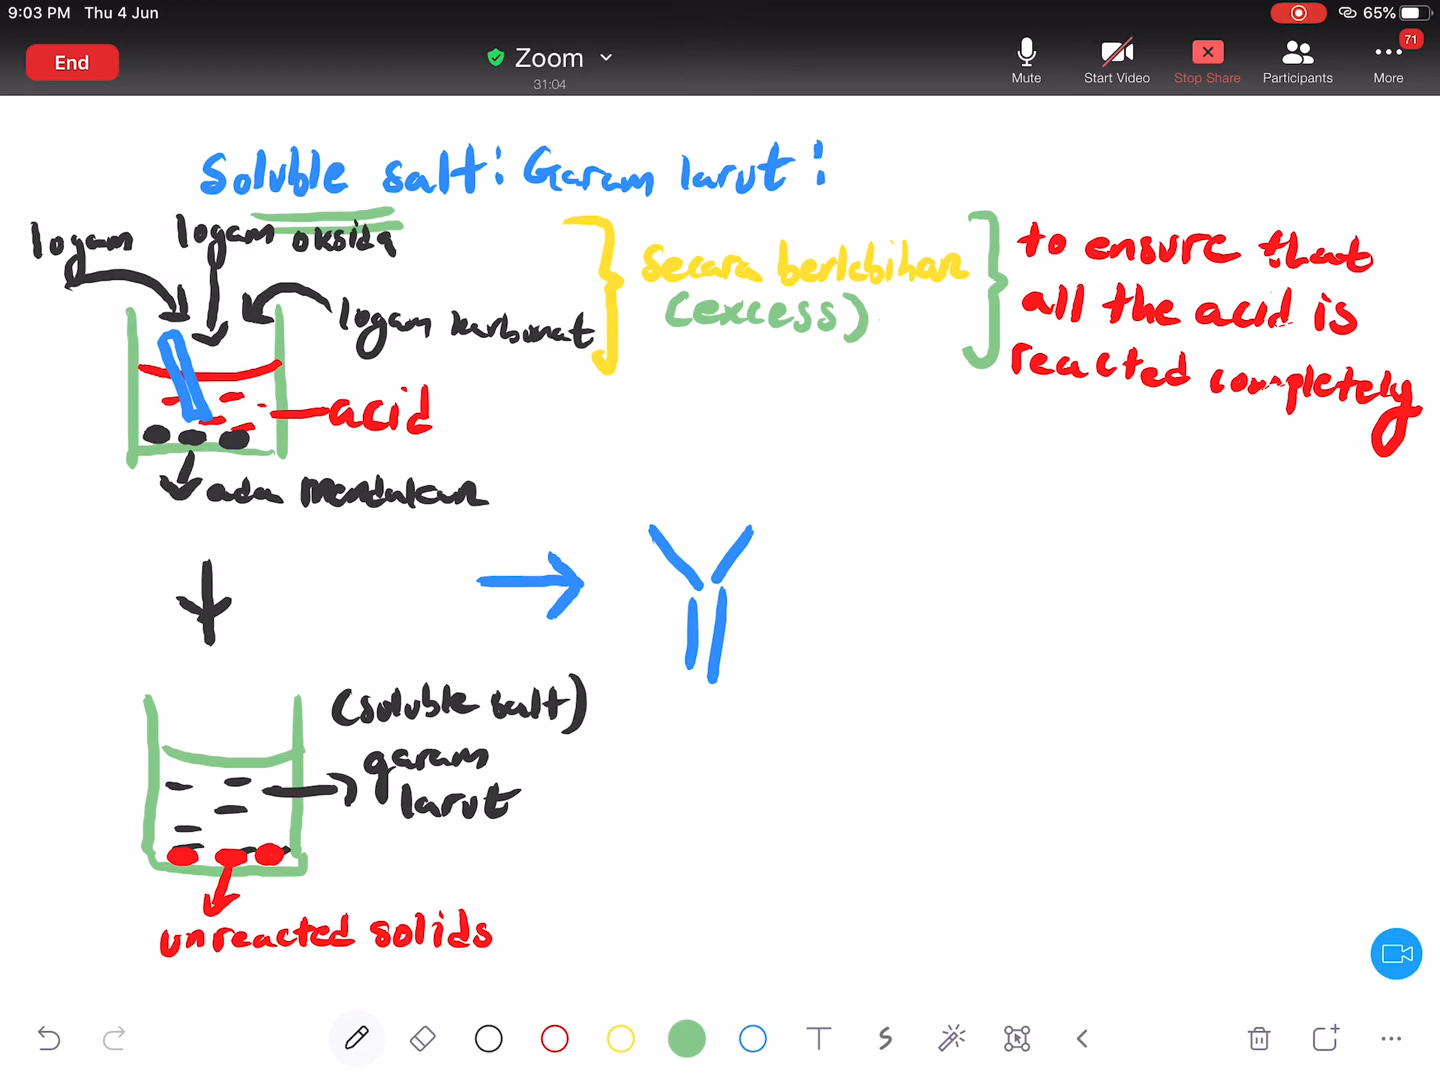 9:03 PM Thu 4 Jun
65%
End
Zoom
31:04
Mute
Start Video
Stop Share
Participants
71
More
Soluble salt: Garam larut :
logam
logam oksida
logam karbonat
secara berlebihan
(excess)
to ensure that
all the acid is
reacted completely
acid
ada mendakan
(soluble salt)
garam
larut
unreacted solids
T
S